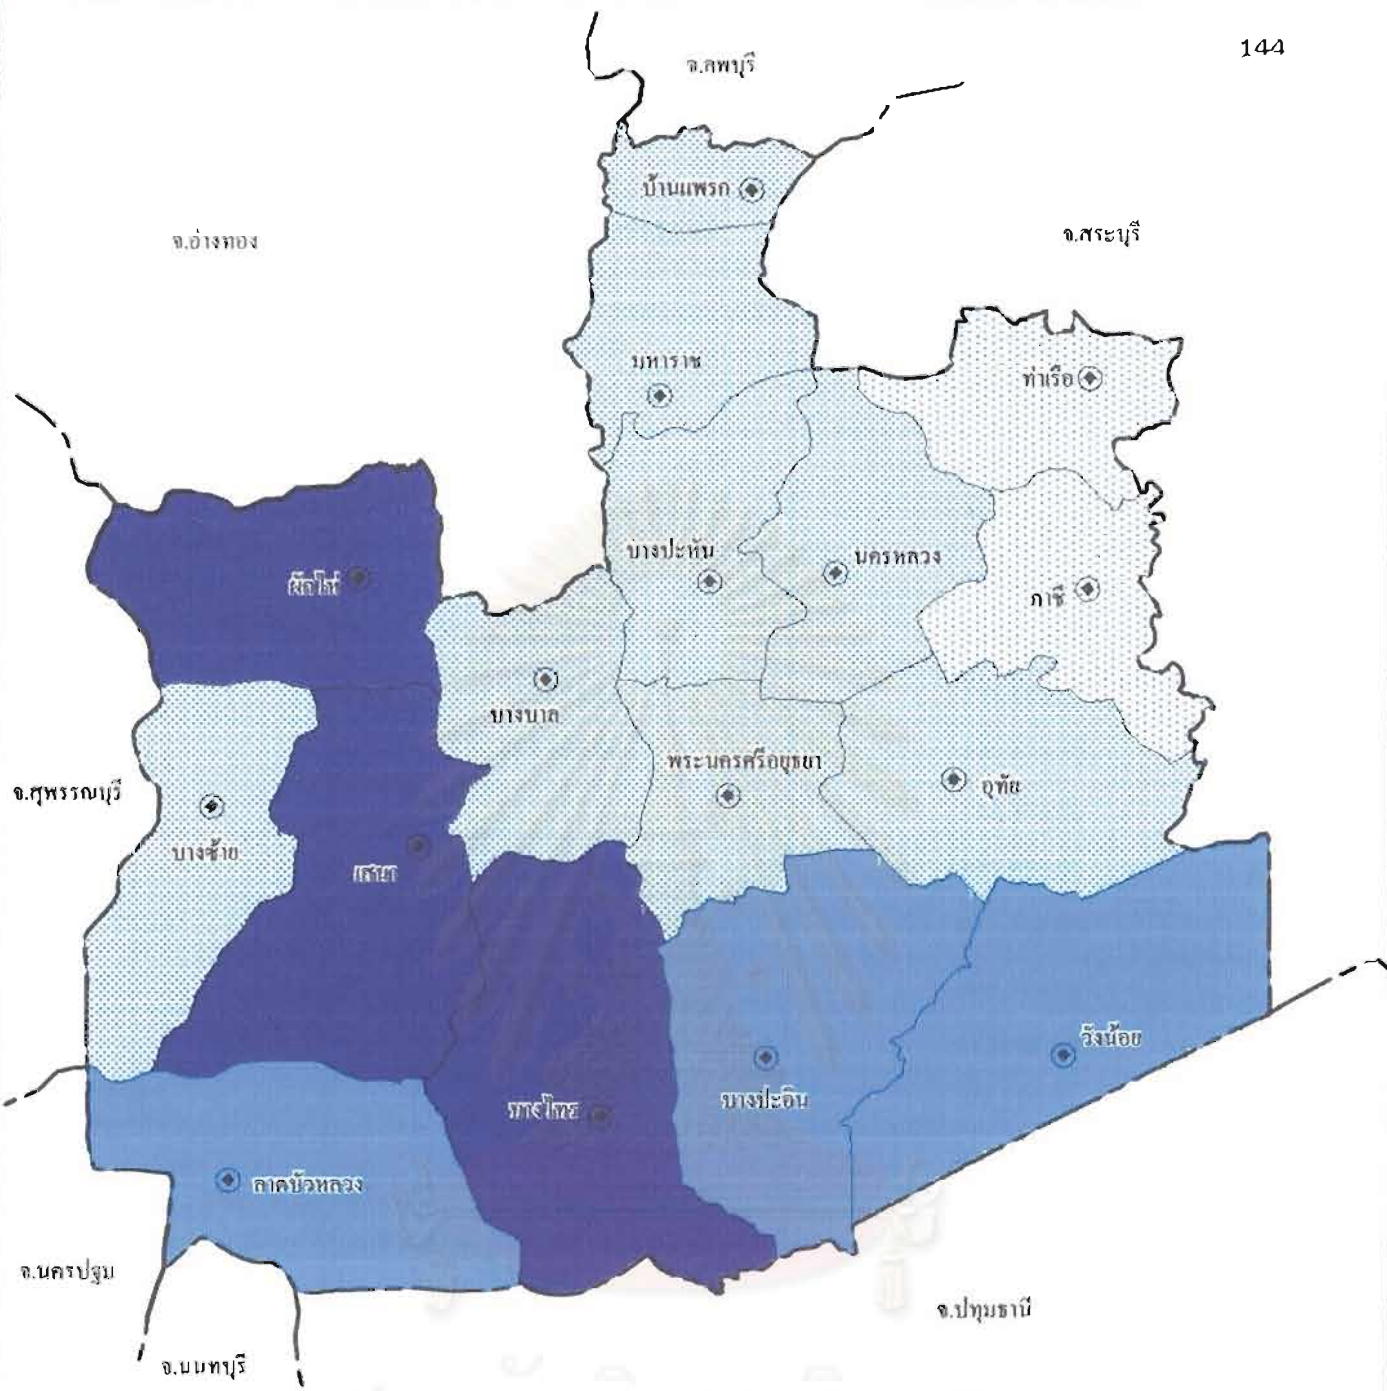 144
จ.ลพบุรี
บ้านแพรก
จ.อ่างทอง
จ.สระบุรี
มหาราช
ท่าเรือ
บางปะหัน
นครหลวง
ผักไห่
ภาชี
บางบาล
พระนครศรีอยุธยา
อุทัย
จ.สุพรรณบุรี
บางซ้าย
เสนา
วังน้อย
บางปะอิน
บางไทร
ลาดบัวหลวง
จ.นครปฐม
จ.ปทุมธานี
จ.นนทบุรี